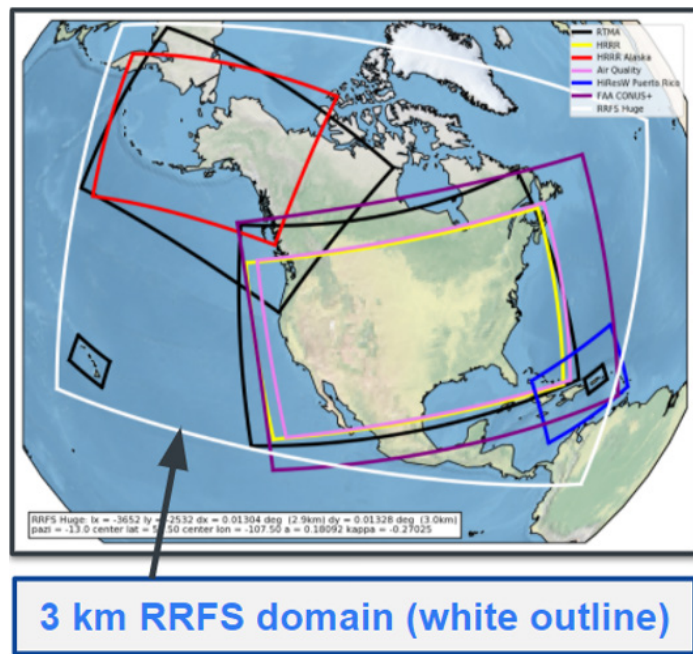 RTMA
HRRR
HRRR Alaska
Air Quality
HiResW Puerto Rico
FAA CONUS+
RRFS Huge
RRFS Huge: lx = -3652 ly = -2532 dx = 0.01304 deg (2.9km) dy = 0.01328 deg (3.0km)
pazi = -13.0 center lat = 50 center lon = -107.50 a = 0.18092 kappa = -0.27025
3 km RRFS domain (white outline)